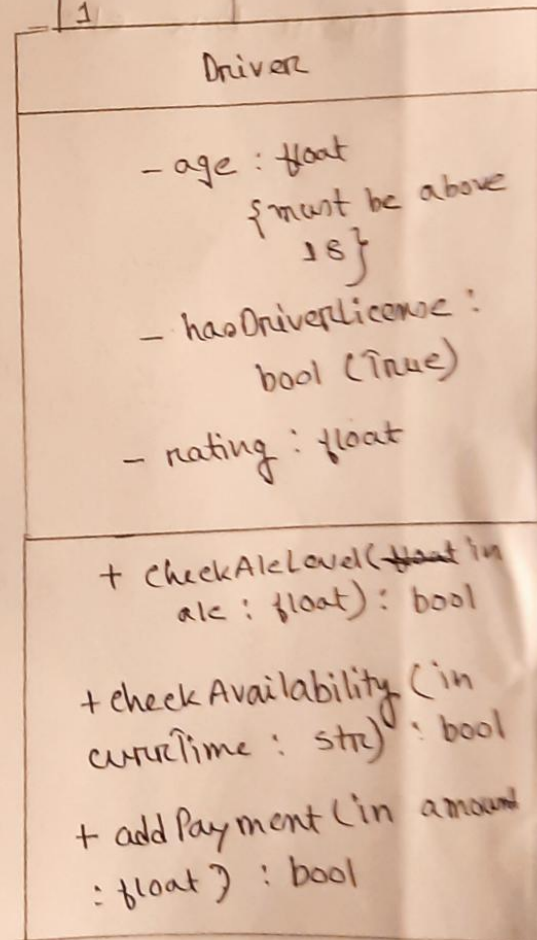 1
Driver
- age : float
{must be above
18}
- hasDriverLicense :
bool (True)
- rating : float
+ checkAlcLevel(float in
alc : float) : bool
+ checkAvailability (in
currTime : str) : bool
+ addPayment (in amount
: float) : bool